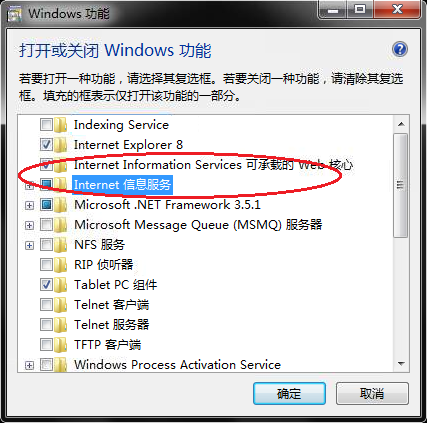 Windows 功能
打开或关闭 Windows 功能
若要打开一种功能，请选择其复选框。若要关闭一种功能，请清除其复选
框。填充的框表示仅打开该功能的一部分。
Indexing Service
Internet Explorer 8
Internet Information Services 可承载的 Web 核心
Internet 信息服务
Microsoft .NET Framework 3.5.1
Microsoft Message Queue (MSMQ) 服务器
NFS 服务
RIP 侦听器
Tablet PC 组件
Telnet 客户端
Telnet 服务器
TFTP 客户端
Windows Process Activation Service
确定
取消